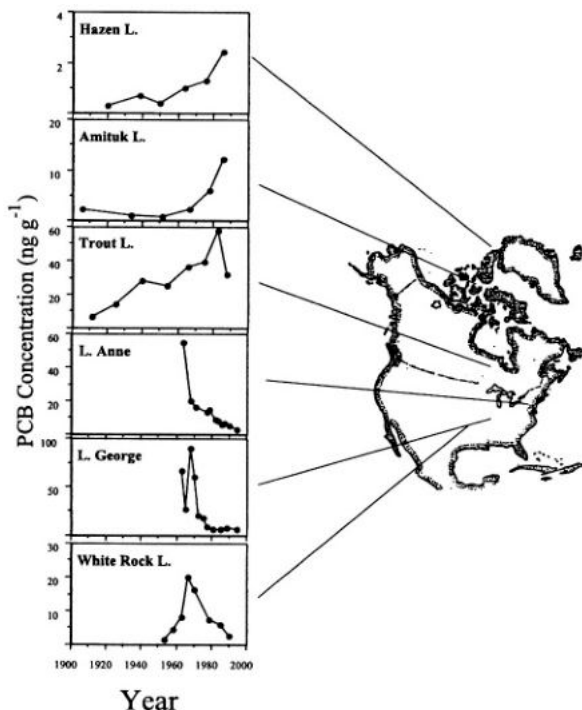 4
Hazen L.
2
20
Amituk L.
10
60
Trout L.
40
20
60
L. Anne
40
20
100
L. George
50
30
White Rock L.
20
10
1900 1920 1940 1960 1980 2000
PCB Concentration (ng g-1)
Year